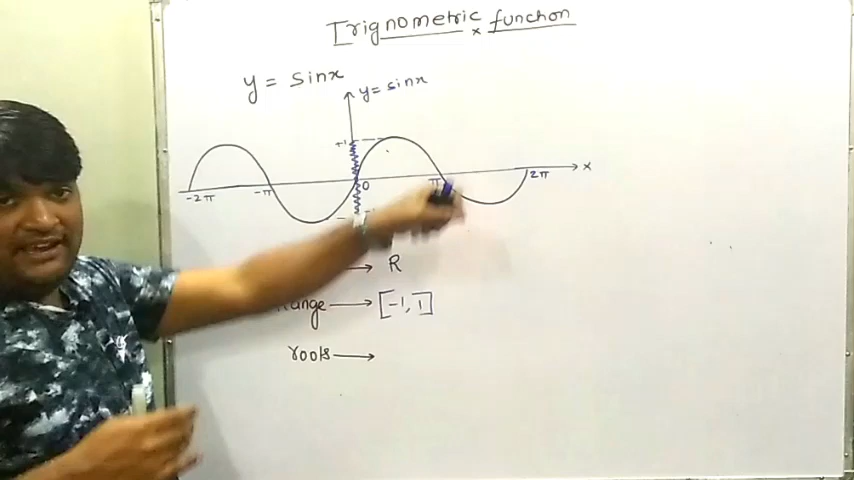 Trignometric function
y = sinx
y = sinx
+1
-2π -π 0 π 2π x
→ R
Range → [-1, 1]
roots →